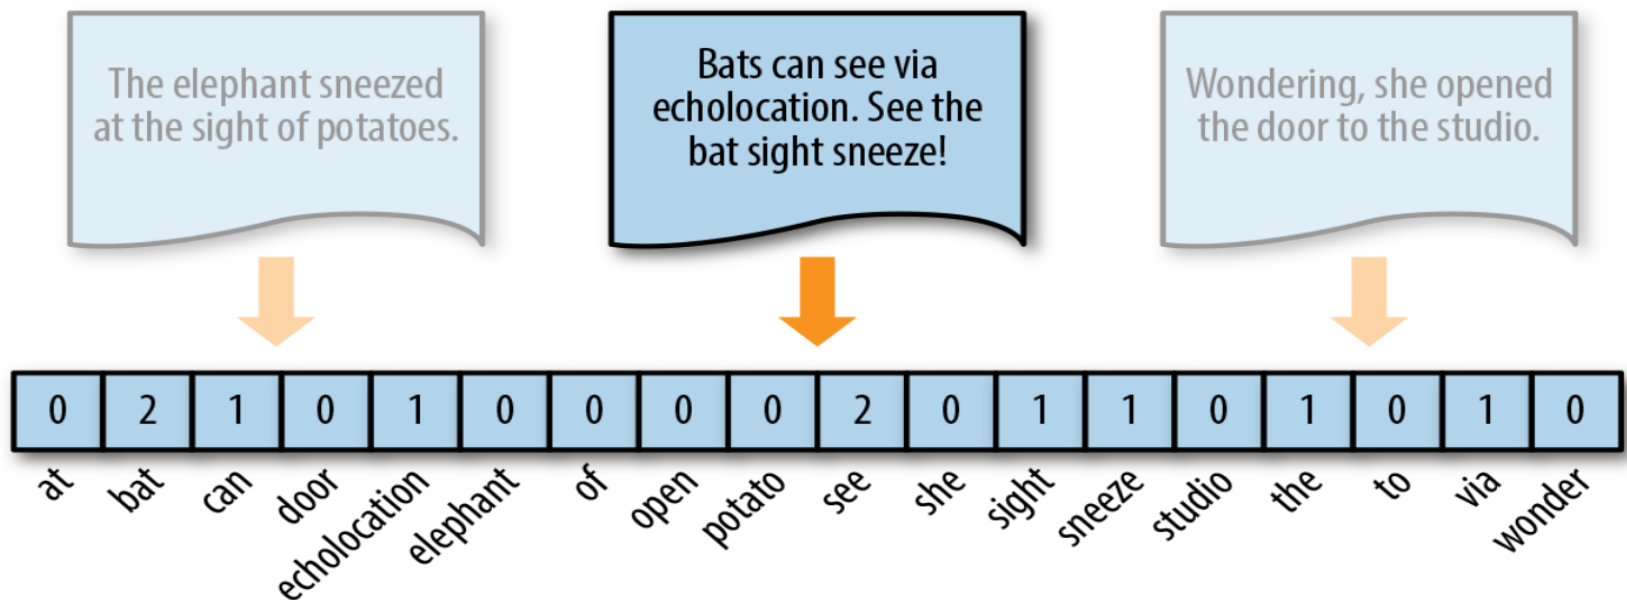 The elephant sneezed
at the sight of potatoes.
Bats can see via
echolocation. See the
bat sight sneeze!
Wondering, she opened
the door to the studio.
0 2 1 0 1 0 0 0 0 2 0 1 1 0 1 0 1 0
at bat can door echolocation elephant of open potato see she sight sneeze studio the to via wonder